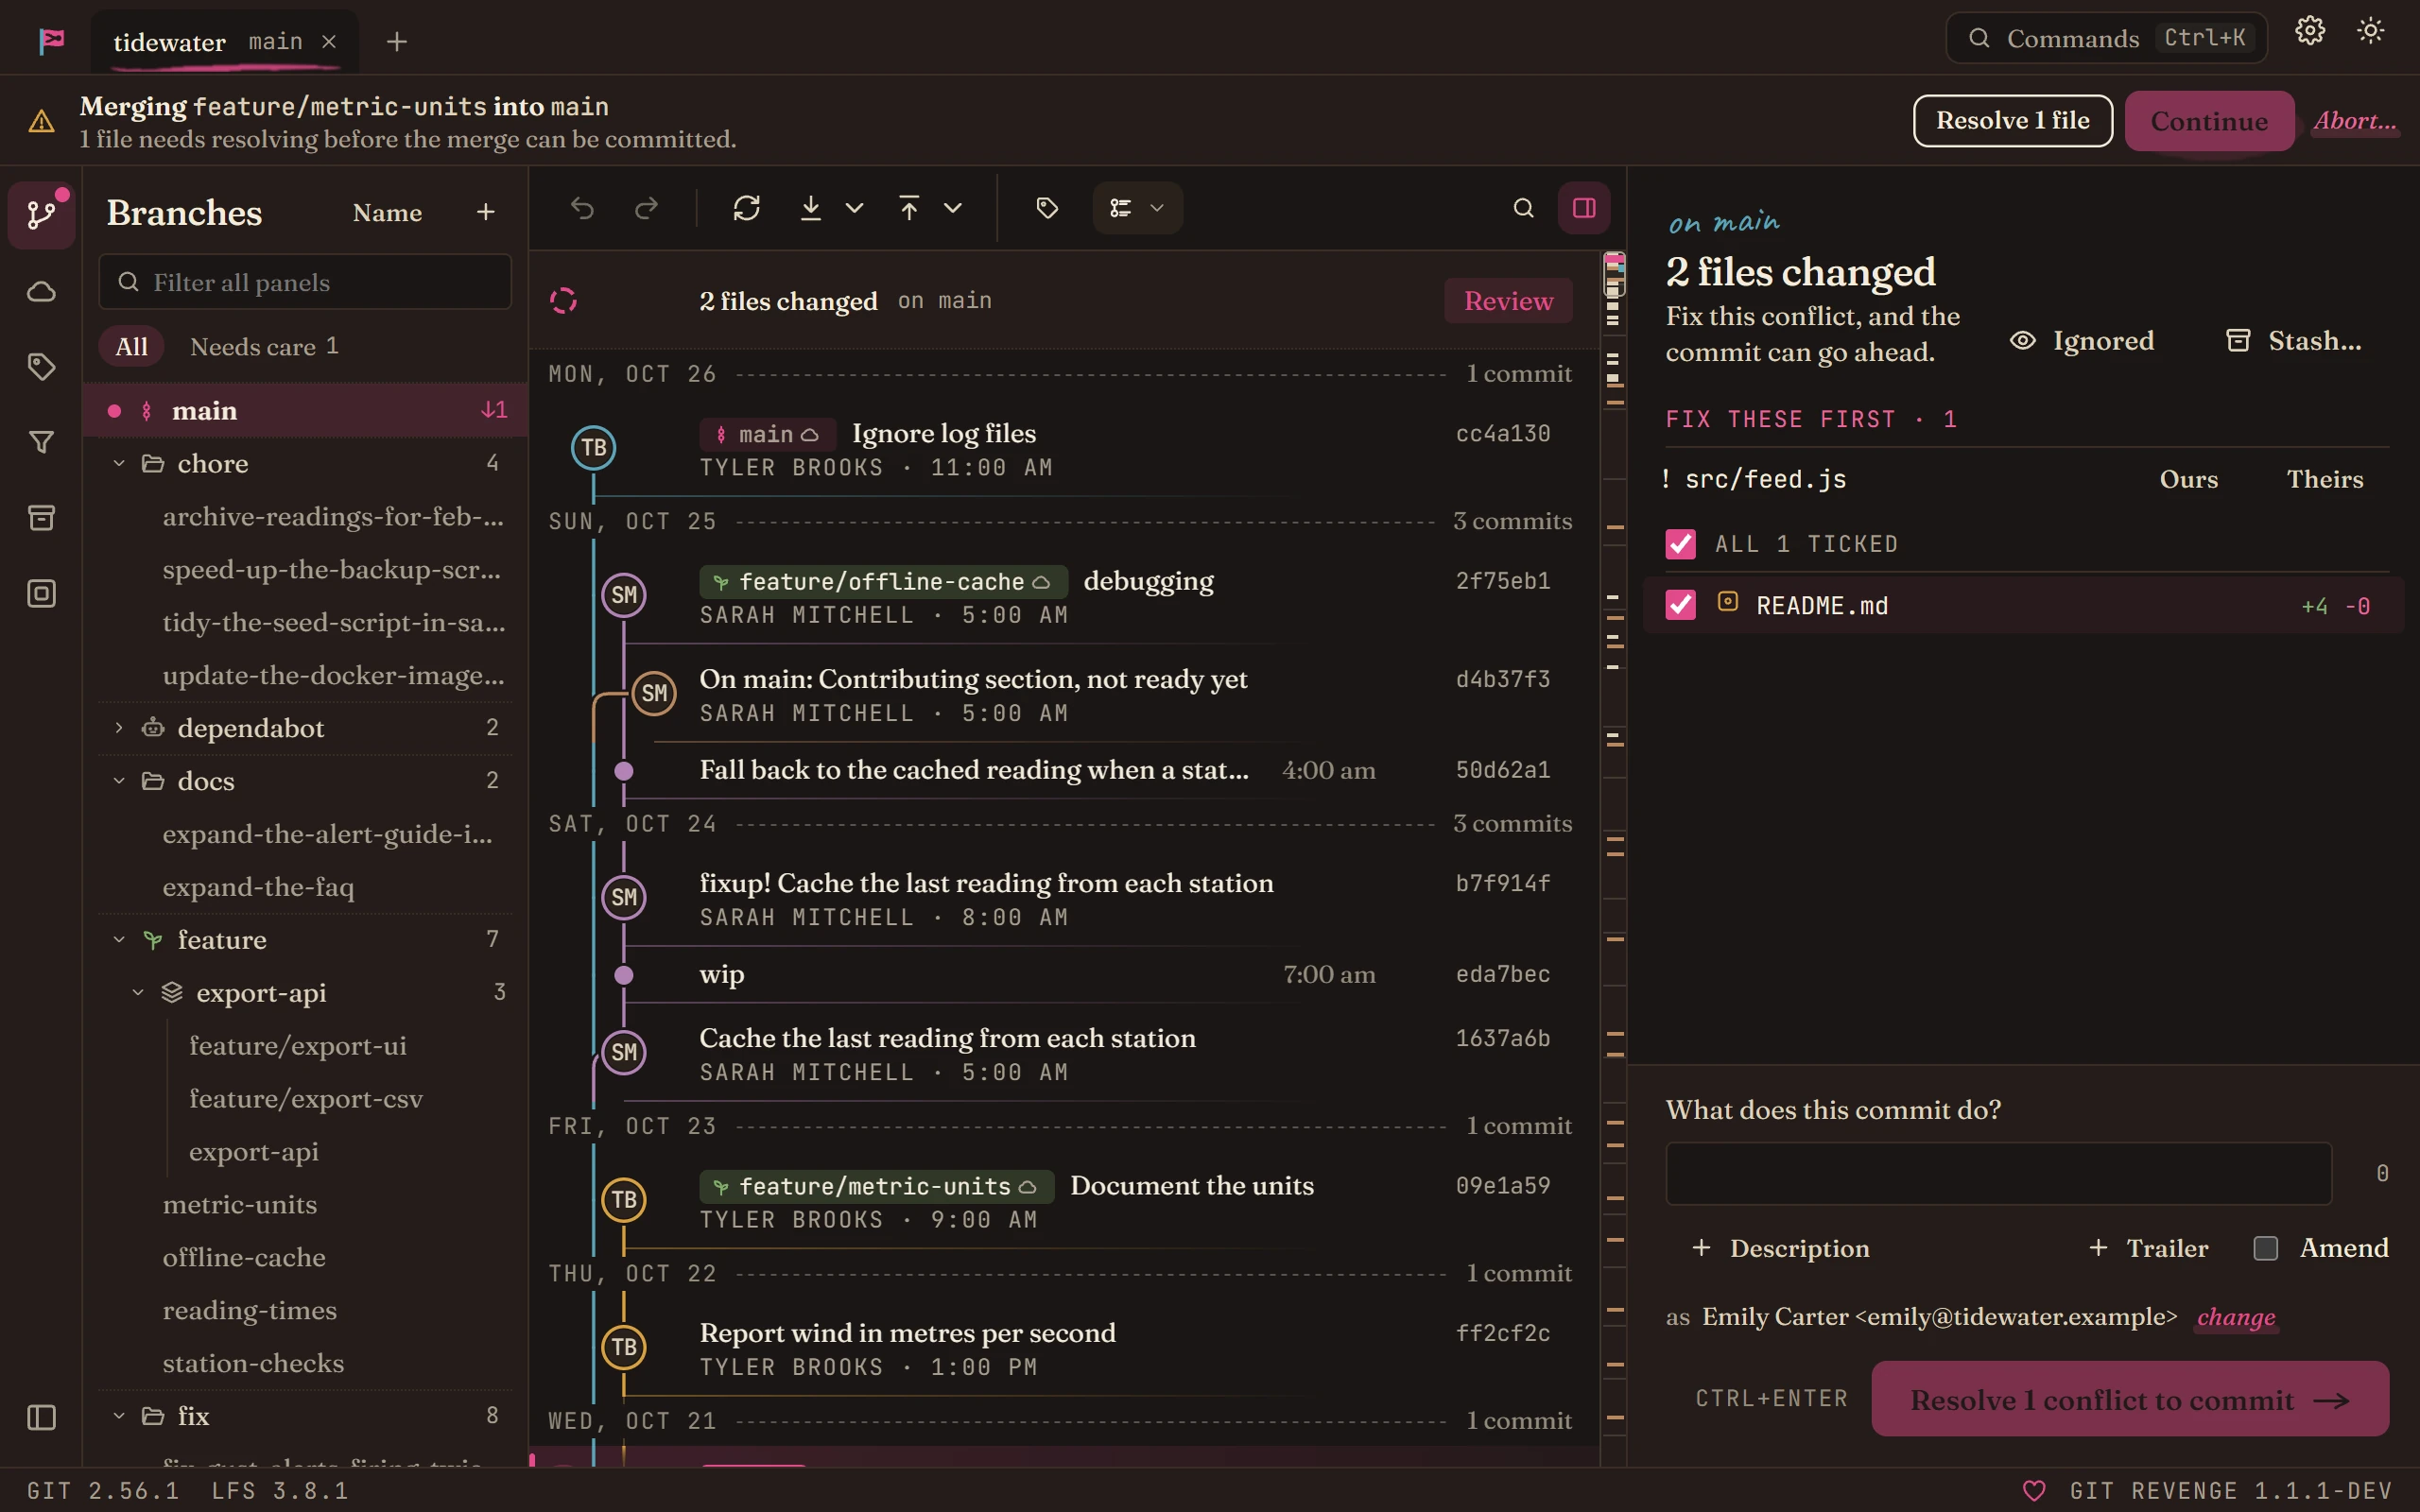 tidewater main
Commands Ctrl+K
Merging feature/metric-units into main
1 file needs resolving before the merge can be committed.
Resolve 1 file
Continue
Abort...
Branches
Name
Filter all panels
All
Needs care 1
main ↓1
chore 4
archive-readings-for-feb-...
speed-up-the-backup-scr...
tidy-the-seed-script-in-sa...
update-the-docker-image...
dependabot 2
docs 2
expand-the-alert-guide-i...
expand-the-faq
feature 7
export-api 3
feature/export-ui
feature/export-csv
export-api
metric-units
offline-cache
reading-times
station-checks
fix 8
2 files changed on main
Review
MON, OCT 26 1 commit
TB main Ignore log files cc4a130
TYLER BROOKS · 11:00 AM
SUN, OCT 25 3 commits
SM feature/offline-cache debugging 2f75eb1
SARAH MITCHELL · 5:00 AM
SM On main: Contributing section, not ready yet d4b37f3
SARAH MITCHELL · 5:00 AM
Fall back to the cached reading when a stat... 4:00 am 50d62a1
SAT, OCT 24 3 commits
SM fixup! Cache the last reading from each station b7f914f
SARAH MITCHELL · 8:00 AM
wip 7:00 am eda7bec
SM Cache the last reading from each station 1637a6b
SARAH MITCHELL · 5:00 AM
FRI, OCT 23 1 commit
TB feature/metric-units Document the units 09e1a59
TYLER BROOKS · 9:00 AM
THU, OCT 22 1 commit
TB Report wind in metres per second ff2cf2c
TYLER BROOKS · 1:00 PM
WED, OCT 21 1 commit
on main
2 files changed
Fix this conflict, and the
commit can go ahead.
Ignored
Stash...
FIX THESE FIRST · 1
! src/feed.js Ours Theirs
ALL 1 TICKED
README.md +4 -0
What does this commit do?
0
+ Description
+ Trailer
Amend
as Emily Carter <emily@tidewater.example> change
CTRL+ENTER
Resolve 1 conflict to commit →
GIT 2.56.1 LFS 3.8.1
GIT REVENGE 1.1.1-DEV